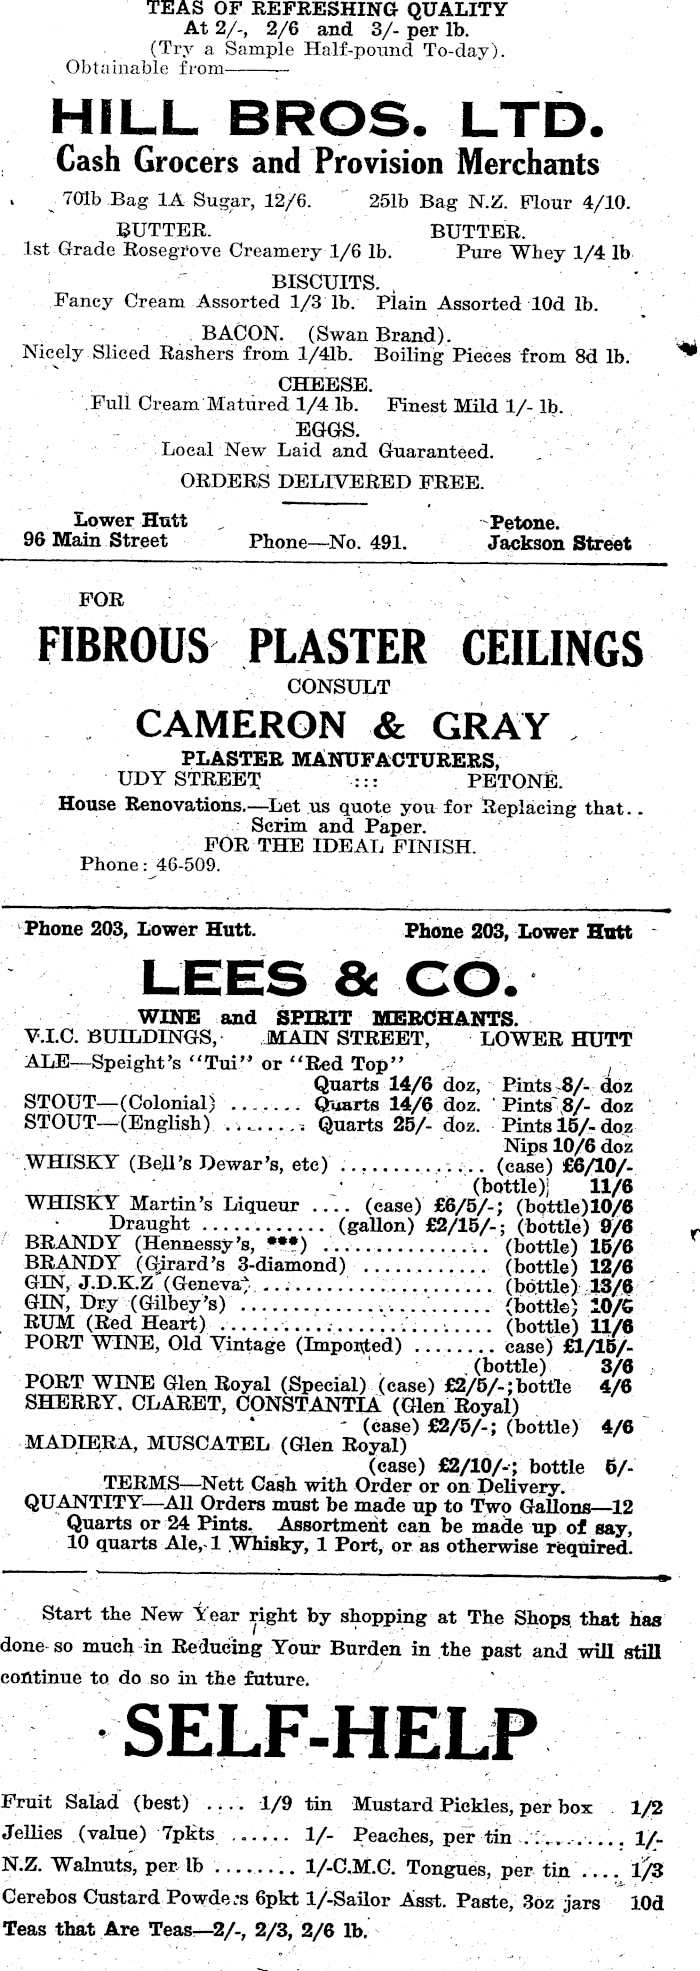 TEAS OF REFRESHING QUALITY
At 2/-, 2/6 and 3/- per lb.
(Try a Sample Half-pound To-day).
Obtainable from———
HILL BROS. LTD.
Cash Grocers and Provision Merchants
70lb Bag 1A Sugar, 12/6. 25lb Bag N.Z. Flour 4/10.
BUTTER. BUTTER.
1st Grade Rosegrove Creamery 1/6 lb. Pure Whey 1/4 lb
BISCUITS.
Fancy Cream Assorted 1/3 lb. Plain Assorted 10d lb.
BACON. (Swan Brand).
Nicely Sliced Rashers from 1/4lb. Boiling Pieces from 8d lb.
CHEESE.
Full Cream Matured 1/4 lb. Finest Mild 1/- lb.
EGGS.
Local New Laid and Guaranteed.
ORDERS DELIVERED FREE.
Lower Hutt Petone.
96 Main Street Phone—No. 491. Jackson Street
FOR
FIBROUS PLASTER CEILINGS
CONSULT
CAMERON & GRAY
PLASTER MANUFACTURERS,
UDY STREET ::: PETONE.
House Renovations.—Let us quote you for Replacing that..
Scrim and Paper.
FOR THE IDEAL FINISH.
Phone: 46-509.
Phone 203, Lower Hutt. Phone 203, Lower Hutt
LEES & CO.
WINE and SPIRIT MERCHANTS.
V.I.C. BUILDINGS, MAIN STREET, LOWER HUTT
ALE—Speight's "Tui" or "Red Top"
Quarts 14/6 doz, Pints 8/- doz
STOUT—(Colonial) ....... Quarts 14/6 doz. Pints 8/- doz
STOUT—(English) ....... Quarts 25/- doz. Pints 15/- doz
Nips 10/6 doz
WHISKY (Bell's Dewar's, etc) ............. (case) £6/10/-
(bottle) 11/6
WHISKY Martin's Liqueur .... (case) £6/5/-; (bottle)10/6
Draught ............ (gallon) £2/15/-; (bottle) 9/6
BRANDY (Hennessy's, ***) ................ (bottle) 15/6
BRANDY (Girard's 3-diamond) ............ (bottle) 12/6
GIN, J.D.K.Z (Geneva) ...................... (bottle) 13/6
GIN, Dry (Gilbey's) ........................ (bottle) 10/6
RUM (Red Heart) .......................... (bottle) 11/6
PORT WINE, Old Vintage (Imported) ........ case) £1/15/-
(bottle) 3/6
PORT WINE Glen Royal (Special) (case) £2/5/-;bottle 4/6
SHERRY. CLARET, CONSTANTIA (Glen Royal)
(case) £2/5/-; (bottle) 4/6
MADIERA, MUSCATEL (Glen Royal)
(case) £2/10/-; bottle 5/-
TERMS—Nett Cash with Order or on Delivery.
QUANTITY—All Orders must be made up to Two Gallons—12
Quarts or 24 Pints. Assortment can be made up of say,
10 quarts Ale, 1 Whisky, 1 Port, or as otherwise required.
Start the New Year right by shopping at The Shops that has
done so much in Reducing Your Burden in the past and will still
continue to do so in the future.
SELF-HELP
Fruit Salad (best) .... 1/9 tin Mustard Pickles, per box 1/2
Jellies (value) 7pkts ...... 1/- Peaches, per tin .......... 1/-
N.Z. Walnuts, per lb ........ 1/-C.M.C. Tongues, per tin .... 1/3
Cerebos Custard Powders 6pkt 1/-Sailor Asst. Paste, 3oz jars 10d
Teas that Are Teas—2/-, 2/3, 2/6 lb.